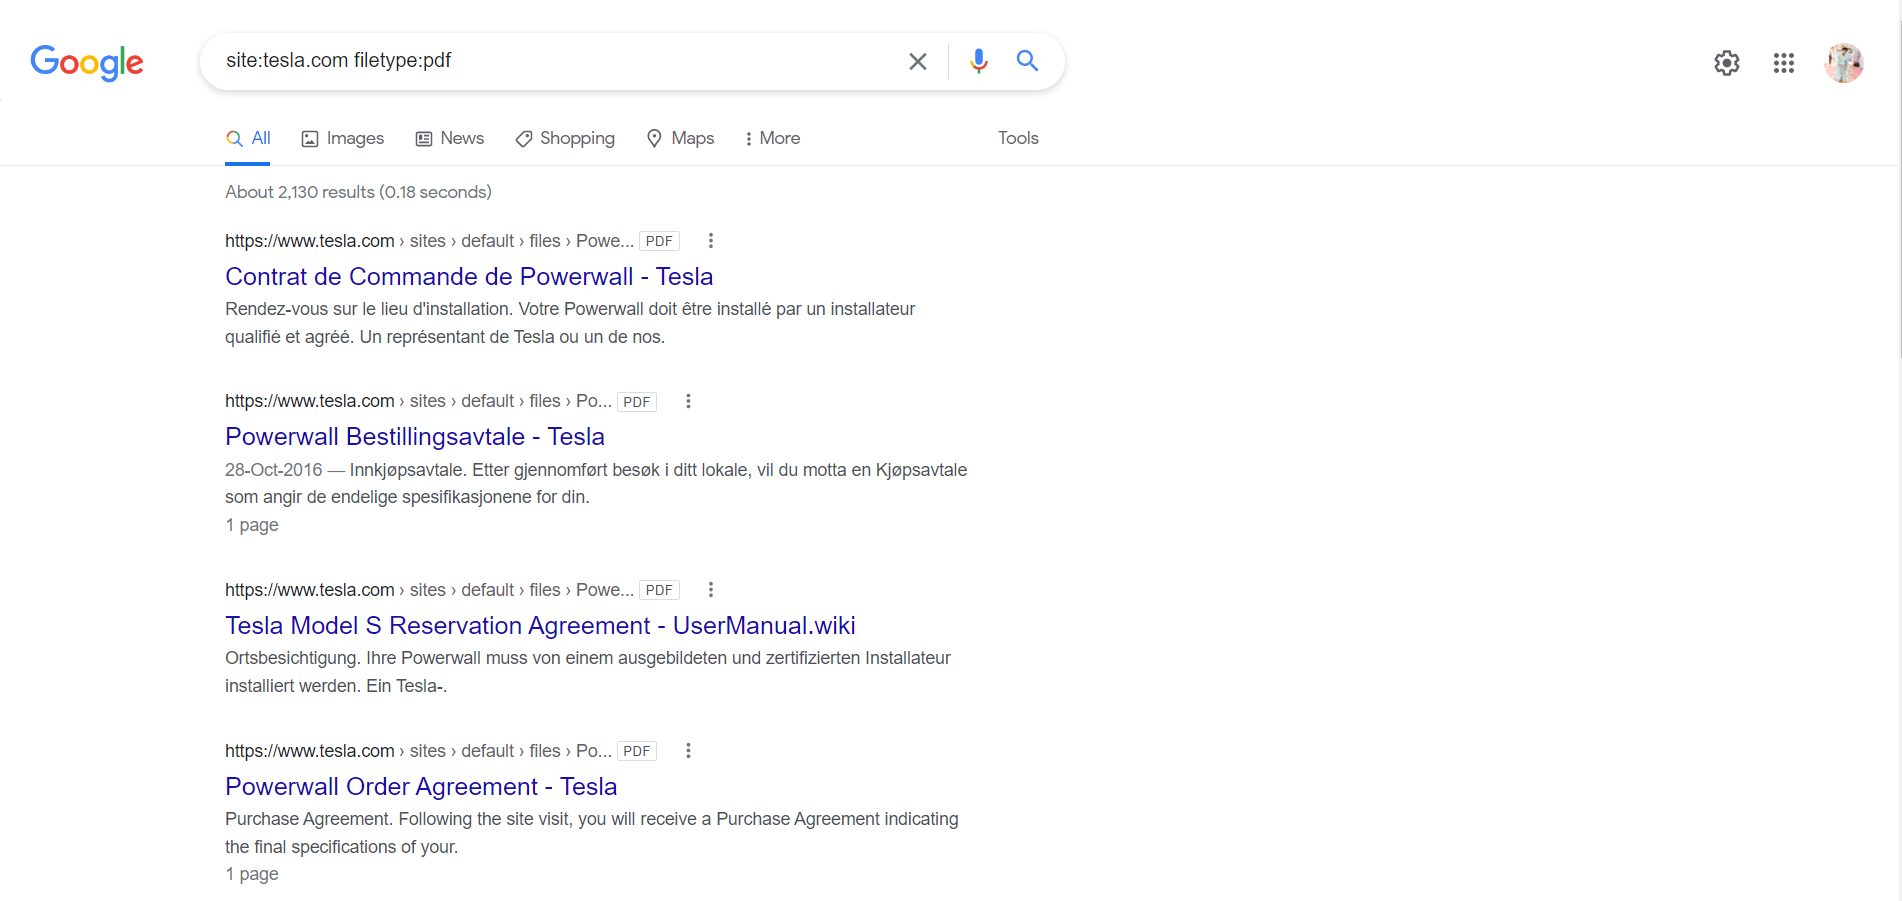 Google
site:tesla.com filetype:pdf
All Images News Shopping Maps More Tools
About 2,130 results (0.18 seconds)
https://www.tesla.com › sites › default › files › Powe... PDF
Contrat de Commande de Powerwall - Tesla
Rendez-vous sur le lieu d'installation. Votre Powerwall doit être installé par un installateur
qualifié et agréé. Un représentant de Tesla ou un de nos.
https://www.tesla.com › sites › default › files › Po... PDF
Powerwall Bestillingsavtale - Tesla
28-Oct-2016 — Innkjøpsavtale. Etter gjennomført besøk i ditt lokale, vil du motta en Kjøpsavtale
som angir de endelige spesifikasjonene for din.
1 page
https://www.tesla.com › sites › default › files › Powe... PDF
Tesla Model S Reservation Agreement - UserManual.wiki
Ortsbesichtigung. Ihre Powerwall muss von einem ausgebildeten und zertifizierten Installateur
installiert werden. Ein Tesla-.
https://www.tesla.com › sites › default › files › Po... PDF
Powerwall Order Agreement - Tesla
Purchase Agreement. Following the site visit, you will receive a Purchase Agreement indicating
the final specifications of your.
1 page